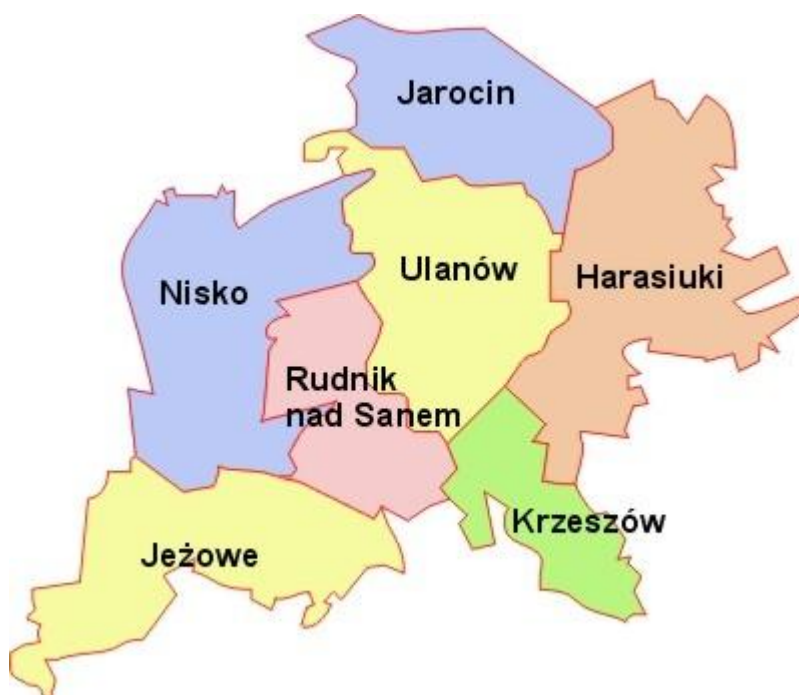 Jarocin
Ulanów
Harasiuki
Nisko
Rudnik
nad Sanem
Krzeszów
Jeżowe